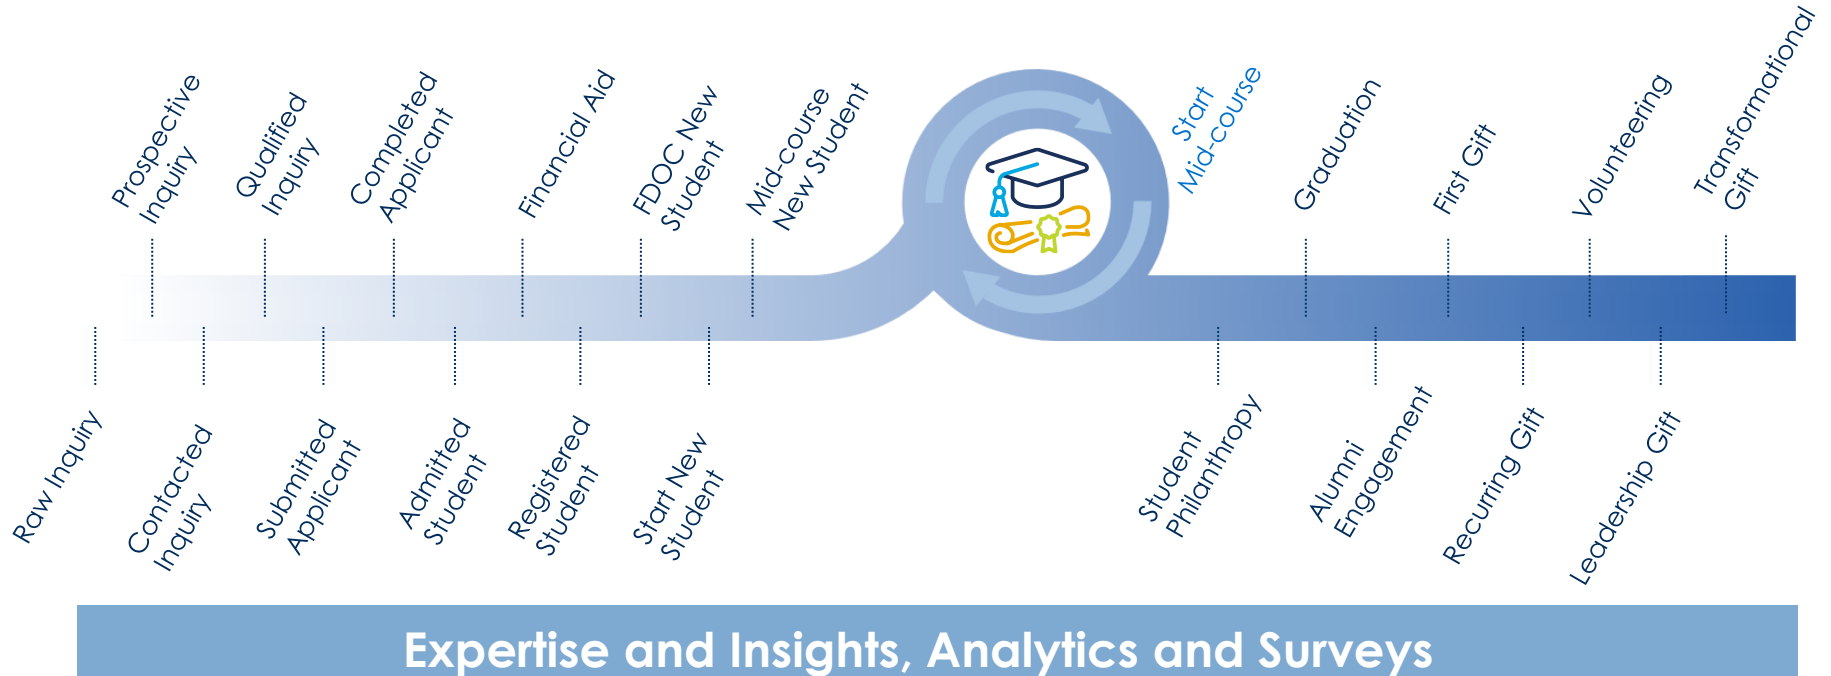 Prospective
Inquiry
Qualified
Inquiry
Completed
Applicant
Financial Aid
FDOC New
Student
Mid-course
New Student
Start
Mid-course
Graduation
First Gift
Volunteering
Transformational
Gift
Raw Inquiry
Contacted
Inquiry
Submitted
Applicant
Admitted
Student
Registered
Student
Start New
Student
Student
Philanthropy
Alumni
Engagement
Recurring Gift
Leadership Gift
Expertise and Insights, Analytics and Surveys